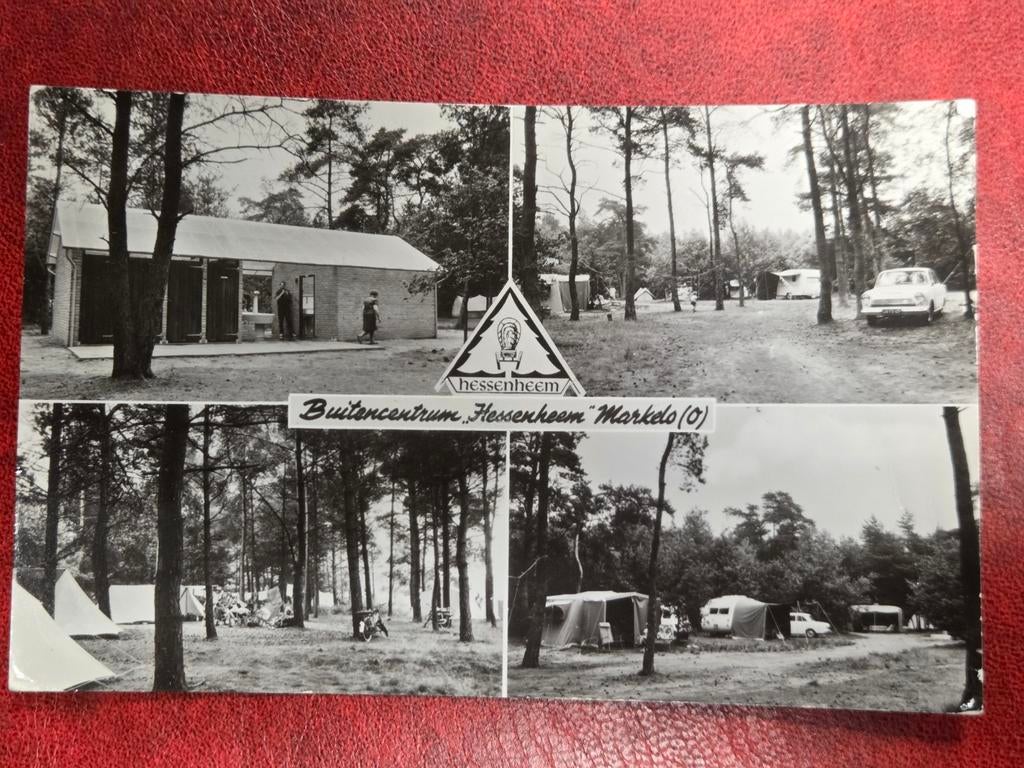 hessenheem
Buitencentrum „Hessenheem" Markelo (O)